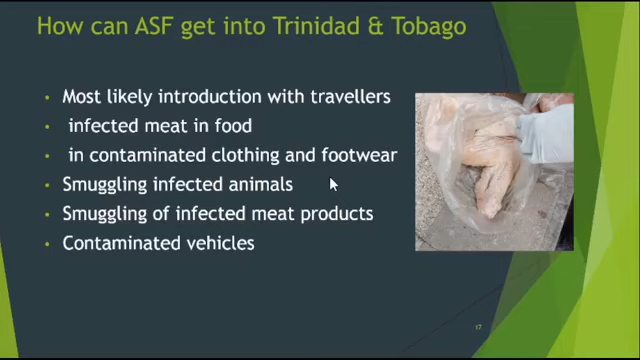 How can ASF get into Trinidad & Tobago
• Most likely introduction with travellers
• infected meat in food
• in contaminated clothing and footwear
• Smuggling infected animals
• Smuggling of infected meat products
• Contaminated vehicles
17